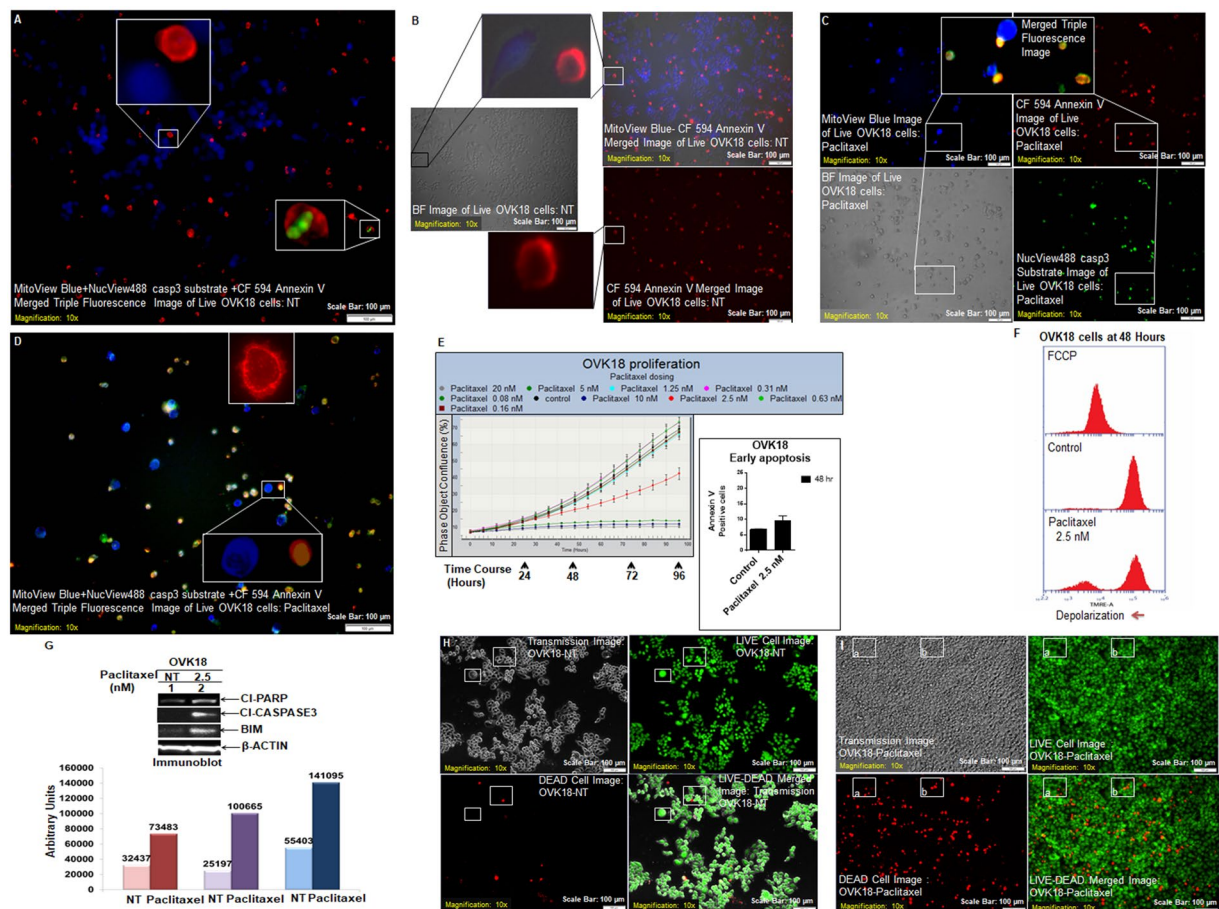 A
MitoView Blue+NucView488 casp3 substrate +CF 594 Annexin V
Merged Triple Fluorescence Image of Live OVK18 cells: NT
Magnification: 10x
Scale Bar: 100 µm
B
MitoView Blue- CF 594 Annexin V
Merged Image of Live OVK18 cells: NT
Magnification: 10x
Scale Bar: 100 µm
BF Image of Live OVK18 cells: NT
Magnification: 10x
Scale Bar: 100 µm
CF 594 Annexin V Merged Image
of Live OVK18 cells: NT
Magnification: 10x
Scale Bar: 100 µm
C
Merged Triple
Fluorescence
Image
MitoView Blue Image
of Live OVK18 cells:
Paclitaxel
Magnification: 10x
Scale Bar: 100 µm
CF 594 Annexin V
Image of Live
OVK18 cells:
Paclitaxel
Magnification: 10x
Scale Bar: 100 µm
BF Image of Live
OVK18 cells:
Paclitaxel
Magnification: 10x
Scale Bar: 100 µm
NucView488 casp3
Substrate Image of
Live OVK18 cells:
Paclitaxel
Magnification: 10x
Scale Bar: 100 µm
D
MitoView Blue+NucView488 casp3 substrate +CF 594 Annexin V
Merged Triple Fluorescence Image of Live OVK18 cells: Paclitaxel
Magnification: 10x
Scale Bar: 100 µm
E
OVK18 proliferation
Paclitaxel dosing
Paclitaxel 20 nM Paclitaxel 5 nM Paclitaxel 1.25 nM Paclitaxel 0.31 nM
Paclitaxel 0.08 nM control Paclitaxel 10 nM Paclitaxel 2.5 nM Paclitaxel 0.63 nM
Paclitaxel 0.16 nM
Phase Object Confluence (%)
0 10 20 30 40 50 60 70 80 90 100
Time (Hours)
Time Course
(Hours)
24 48 72 96
OVK18
Early apoptosis
48 hr
Annexin V
Positive cells
Control
Paclitaxel 2.5 nM
F
OVK18 cells at 48 Hours
FCCP
Control
Paclitaxel
2.5 nM
TMRE-A
Depolarization
G
OVK18
Paclitaxel NT 2.5
(nM) 1 2
Cl-PARP
Cl-CASPASE3
BIM
β-ACTIN
Immunoblot
Arbitrary Units
160000
140000
120000
100000
80000
60000
40000
20000
0
32437
73483
25197
100665
55403
141095
NT Paclitaxel NT Paclitaxel NT Paclitaxel
H
Transmission Image:
OVK18-NT
Magnification: 10x
Scale Bar: 100 µm
LIVE Cell Image:
OVK18-NT
Magnification: 10x
Scale Bar: 100 µm
DEAD Cell Image:
OVK18-NT
Magnification: 10x
Scale Bar: 100 µm
LIVE-DEAD Merged
Image: Transmission
OVK18-NT
Magnification: 10x
Scale Bar: 100 µm
I
a
b
Transmission Image:
OVK18-Paclitaxel
Magnification: 10x
Scale Bar: 100 µm
a
b
LIVE Cell Image :
OVK18-Paclitaxel
Magnification: 10x
Scale Bar: 100 µm
a
b
DEAD Cell Image :
OVK18-Paclitaxel
Magnification: 10x
Scale Bar: 100 µm
a
b
LIVE-DEAD Merged Image:
OVK18-Paclitaxel
Magnification: 10x
Scale Bar: 100 µm